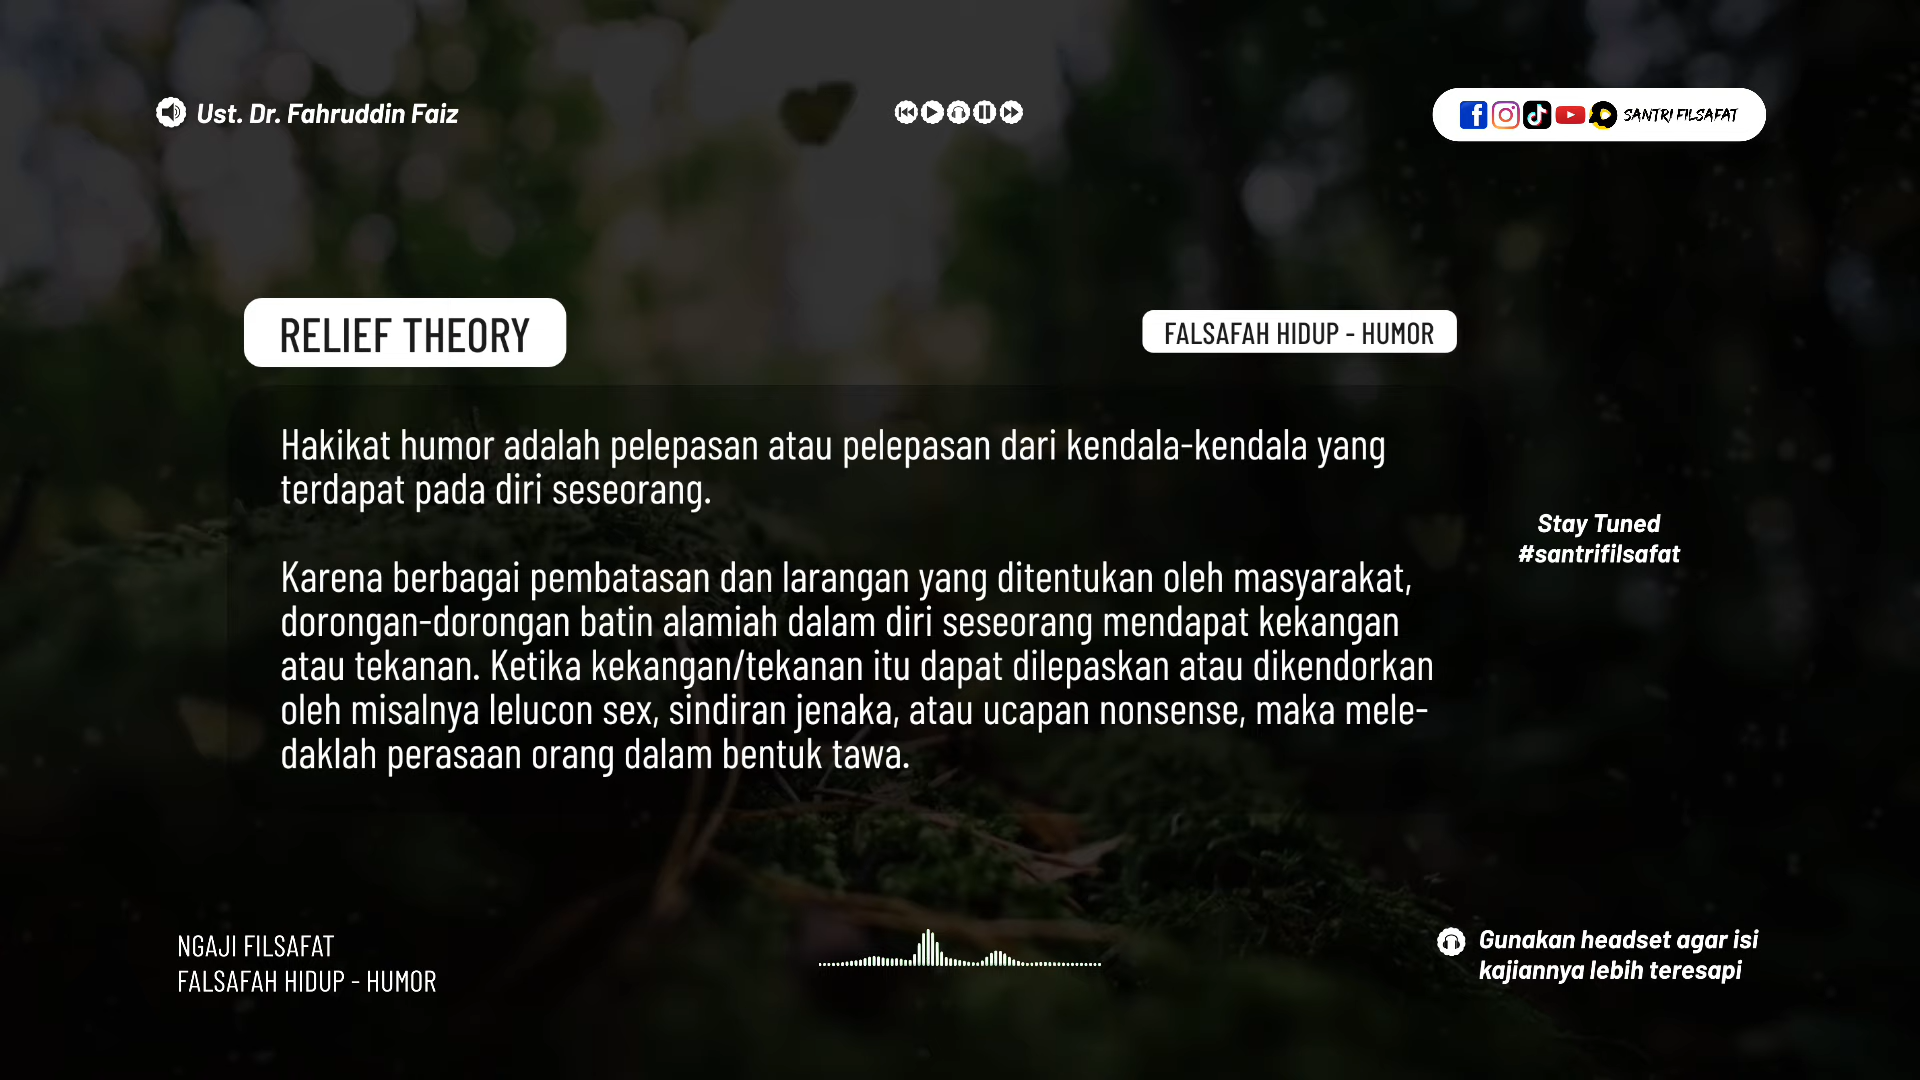 Ust. Dr. Fahruddin Faiz
SANTRI FILSAFAT
RELIEF THEORY
FALSAFAH HIDUP - HUMOR
Hakikat humor adalah pelepasan atau pelepasan dari kendala-kendala yang
terdapat pada diri seseorang.
Karena berbagai pembatasan dan larangan yang ditentukan oleh masyarakat,
dorongan-dorongan batin alamiah dalam diri seseorang mendapat kekangan
atau tekanan. Ketika kekangan/tekanan itu dapat dilepaskan atau dikendorkan
oleh misalnya lelucon sex, sindiran jenaka, atau ucapan nonsense, maka mele-
daklah perasaan orang dalam bentuk tawa.
Stay Tuned
#santrifilsafat
NGAJI FILSAFAT
FALSAFAH HIDUP - HUMOR
Gunakan headset agar isi
kajiannya lebih teresapi